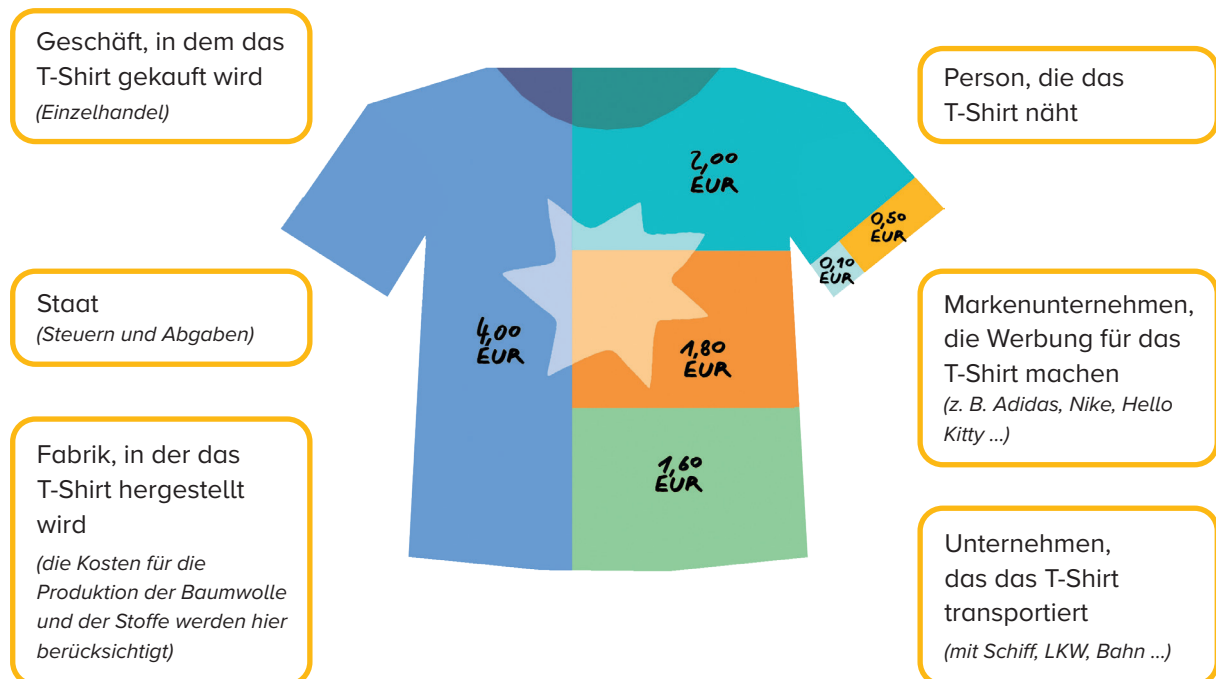 Geschäft, in dem das
T-Shirt gekauft wird
(Einzelhandel)
Staat
(Steuern und Abgaben)
Fabrik, in der das
T-Shirt hergestellt
wird
(die Kosten für die
Produktion der Baumwolle
und der Stoffe werden hier
berücksichtigt)
2,00
EUR
0,50
EUR
0,10
EUR
4,00
EUR
1,80
EUR
1,60
EUR
Person, die das
T-Shirt näht
Markenunternehmen,
die Werbung für das
T-Shirt machen
(z. B. Adidas, Nike, Hello
Kitty ...)
Unternehmen,
das das T-Shirt
transportiert
(mit Schiff, LKW, Bahn ...)